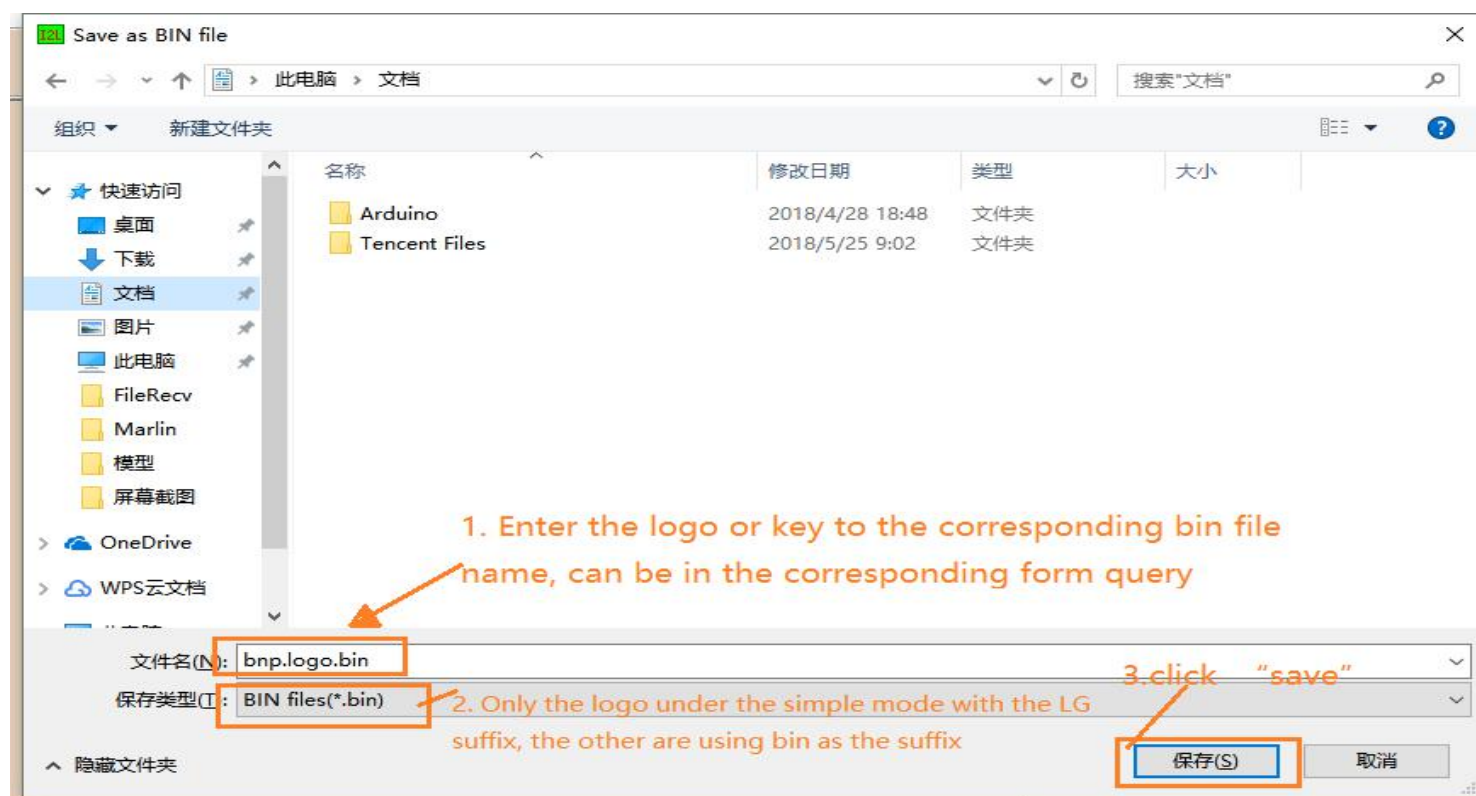 I2L Save as BIN file
此电脑 › 文档
搜索"文档"
组织 新建文件夹
名称 修改日期 类型 大小
快速访问
桌面
Arduino 2018/4/28 18:48 文件夹
Tencent Files 2018/5/25 9:02 文件夹
下载
文档
图片
此电脑
FileRecv
Marlin
模型
屏幕截图
OneDrive
WPS云文档
1. Enter the logo or key to the corresponding bin file
name, can be in the corresponding form query
文件名(N): bnp.logo.bin
保存类型(T): BIN files(*.bin)
2. Only the logo under the simple mode with the LG
suffix, the other are using bin as the suffix
3.click “save”
隐藏文件夹
保存(S) 取消